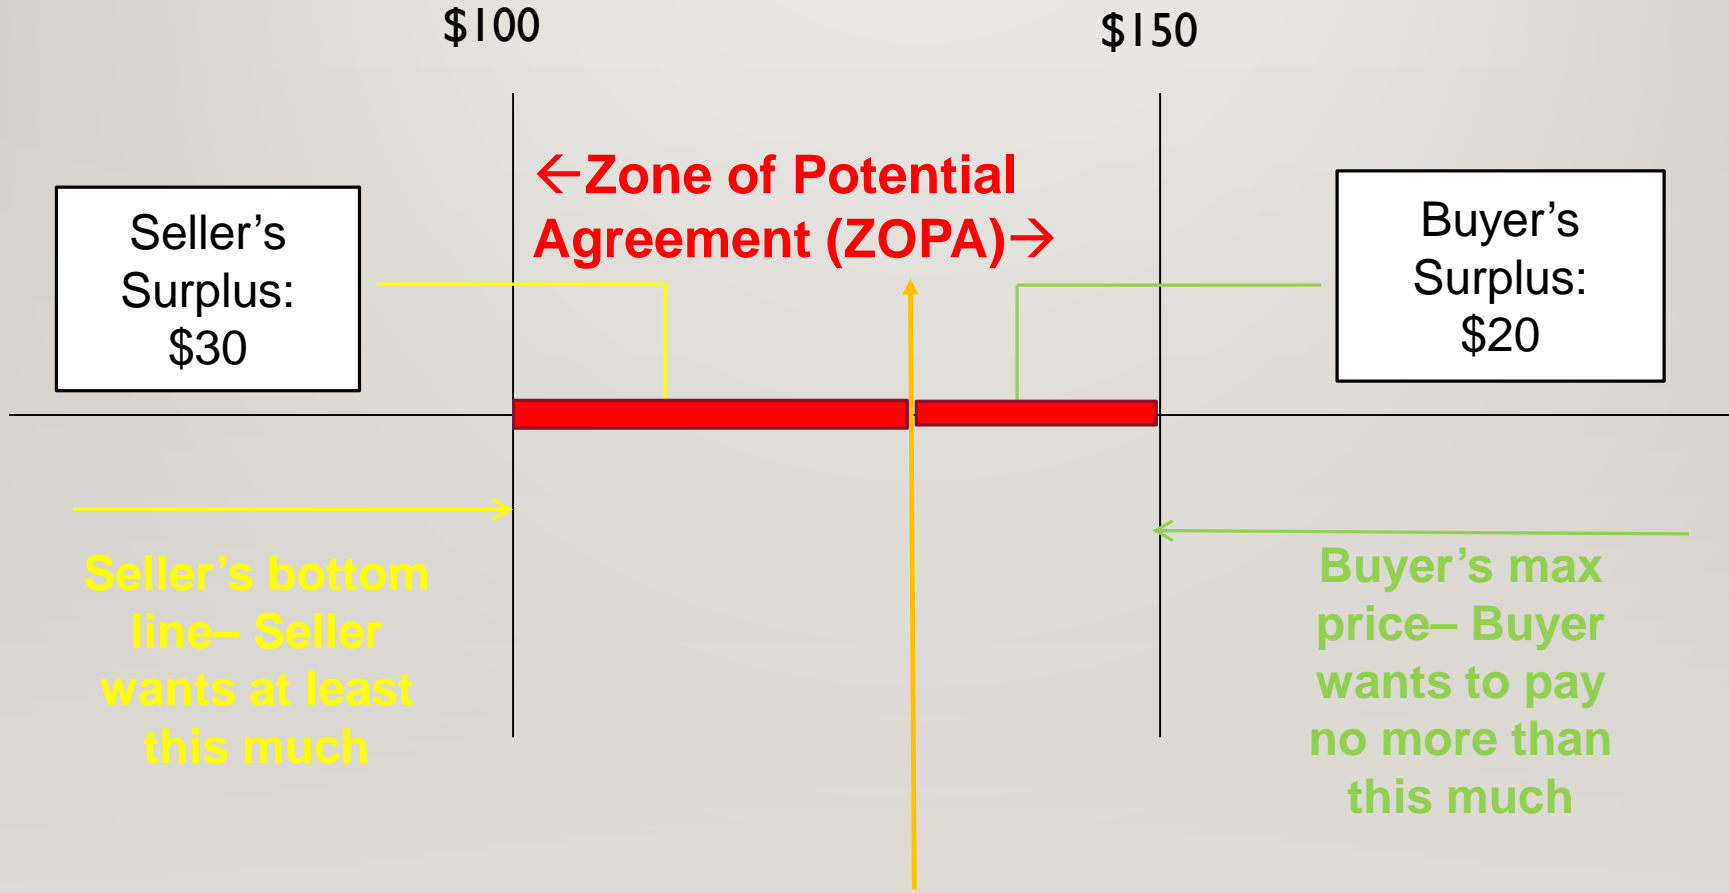 $100
$150
←Zone of Potential
Agreement (ZOPA)→
Seller’s
Surplus:
$30
Buyer’s
Surplus:
$20
Seller’s bottom
line– Seller
wants at least
this much
Buyer’s max
price– Buyer
wants to pay
no more than
this much